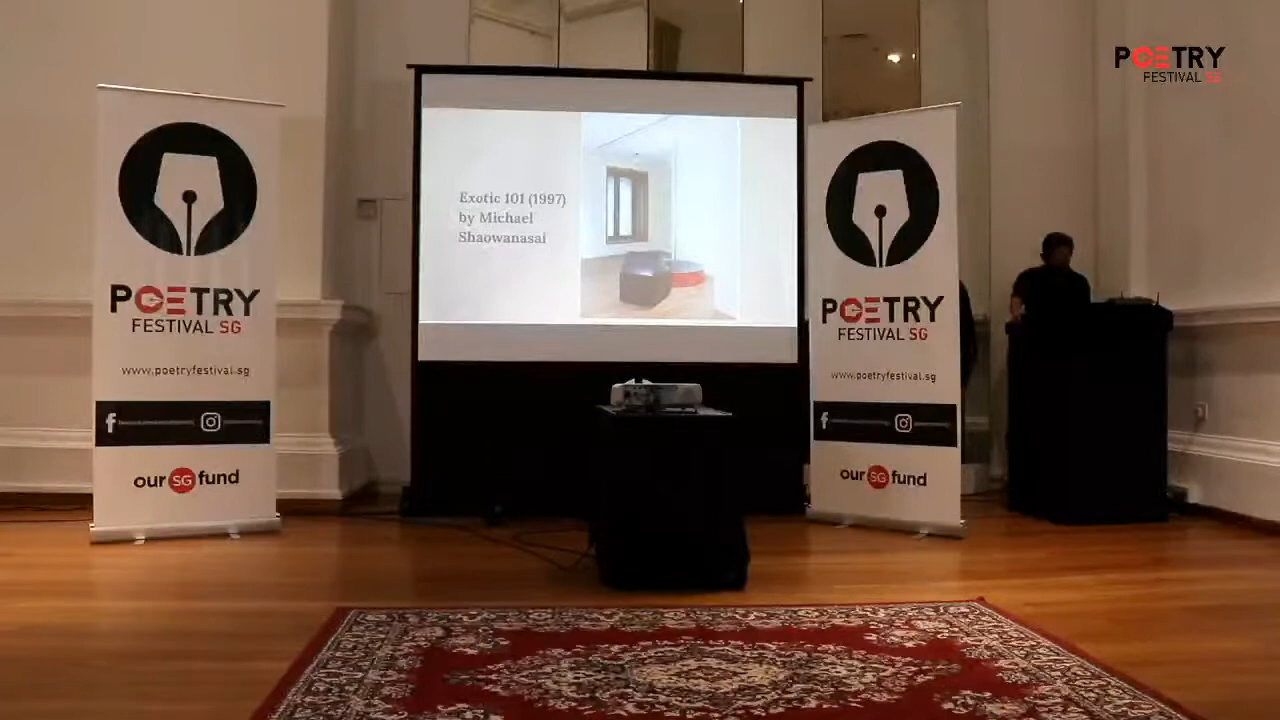 POETRY
FESTIVAL SG
POETRY
FESTIVAL SG
www.poetryfestival.sg
our SG fund
Exotic 101 (1997)
by Michael
Shaowanasai
POETRY
FESTIVAL SG
www.poetryfestival.sg
our SG fund